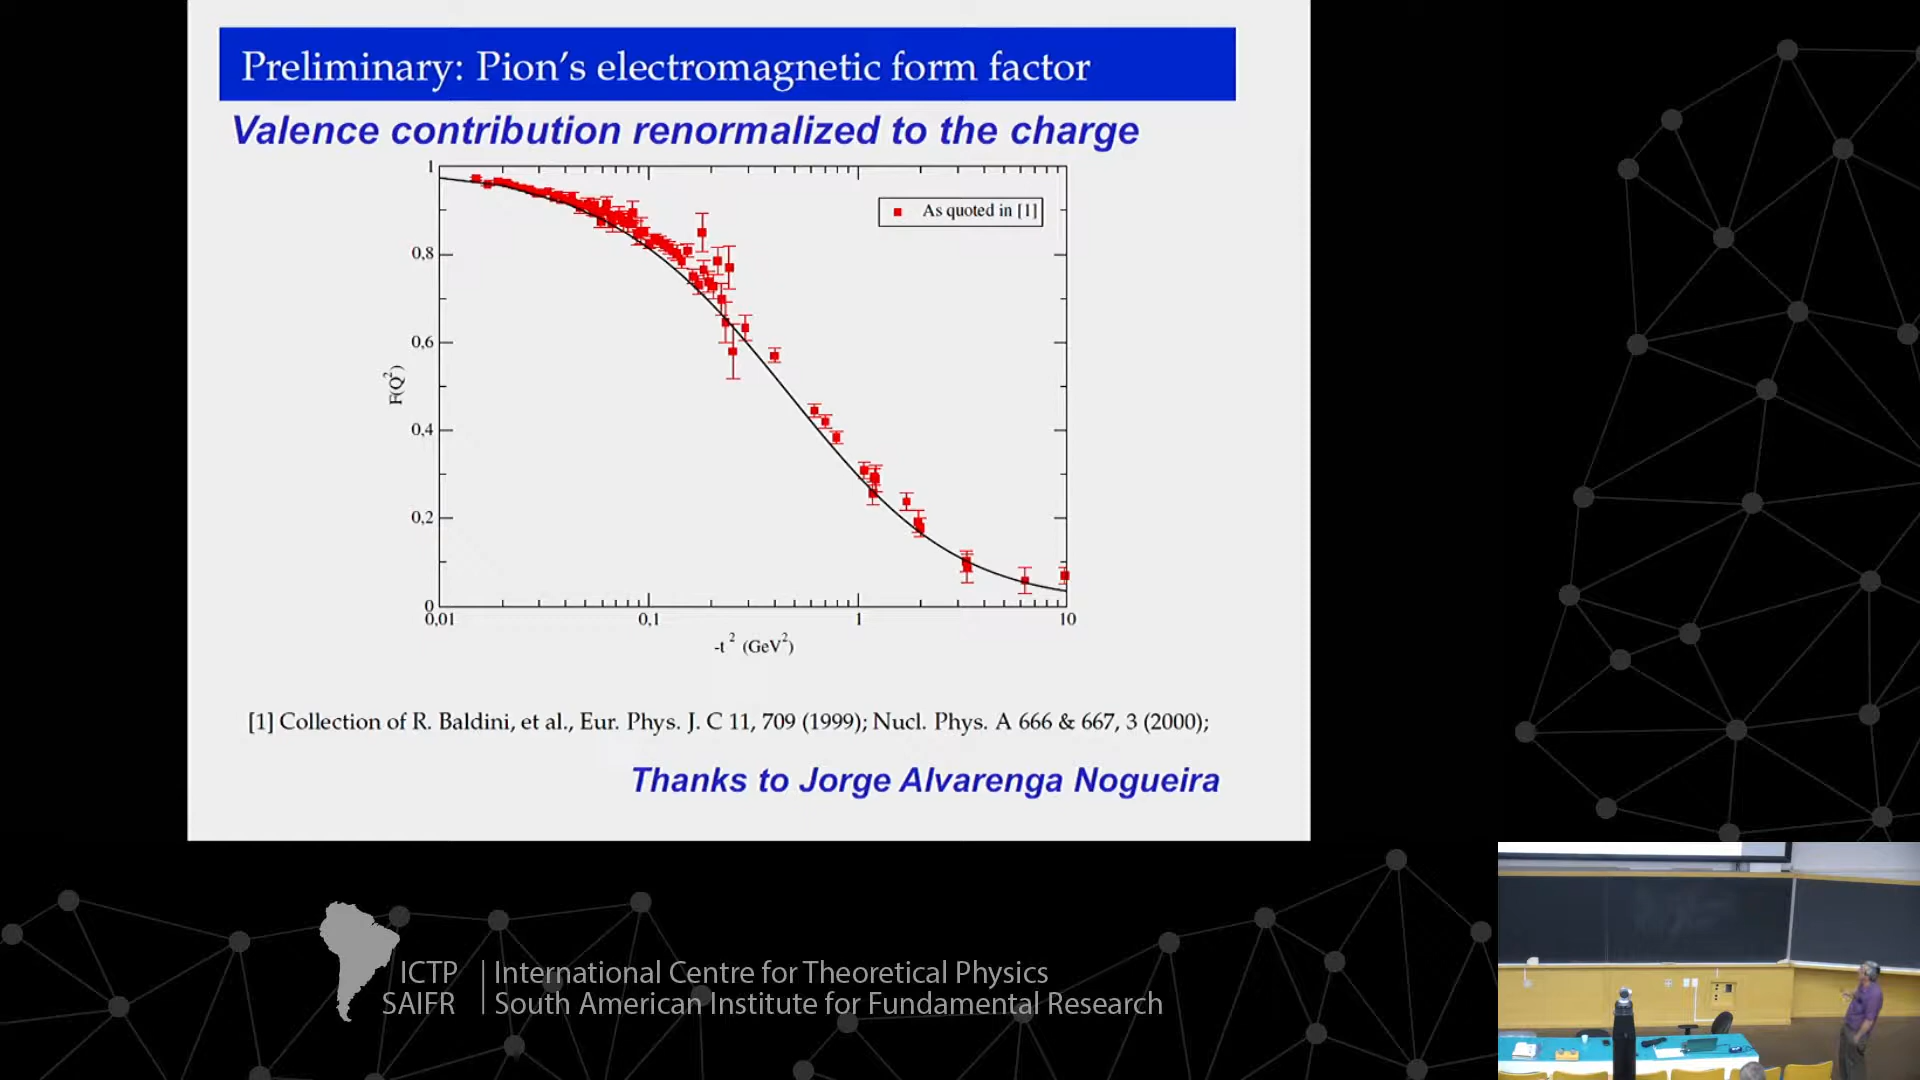 Preliminary: Pion's electromagnetic form factor
Valence contribution renormalized to the charge
1
0,8
0,6
0,4
0,2
0
F(Q²)
As quoted in [1]
0,01 0,1 1 10
-t² (GeV²)
[1] Collection of R. Baldini, et al., Eur. Phys. J. C 11, 709 (1999); Nucl. Phys. A 666 & 667, 3 (2000);
Thanks to Jorge Alvarenga Nogueira
ICTP International Centre for Theoretical Physics
SAIFR South American Institute for Fundamental Research